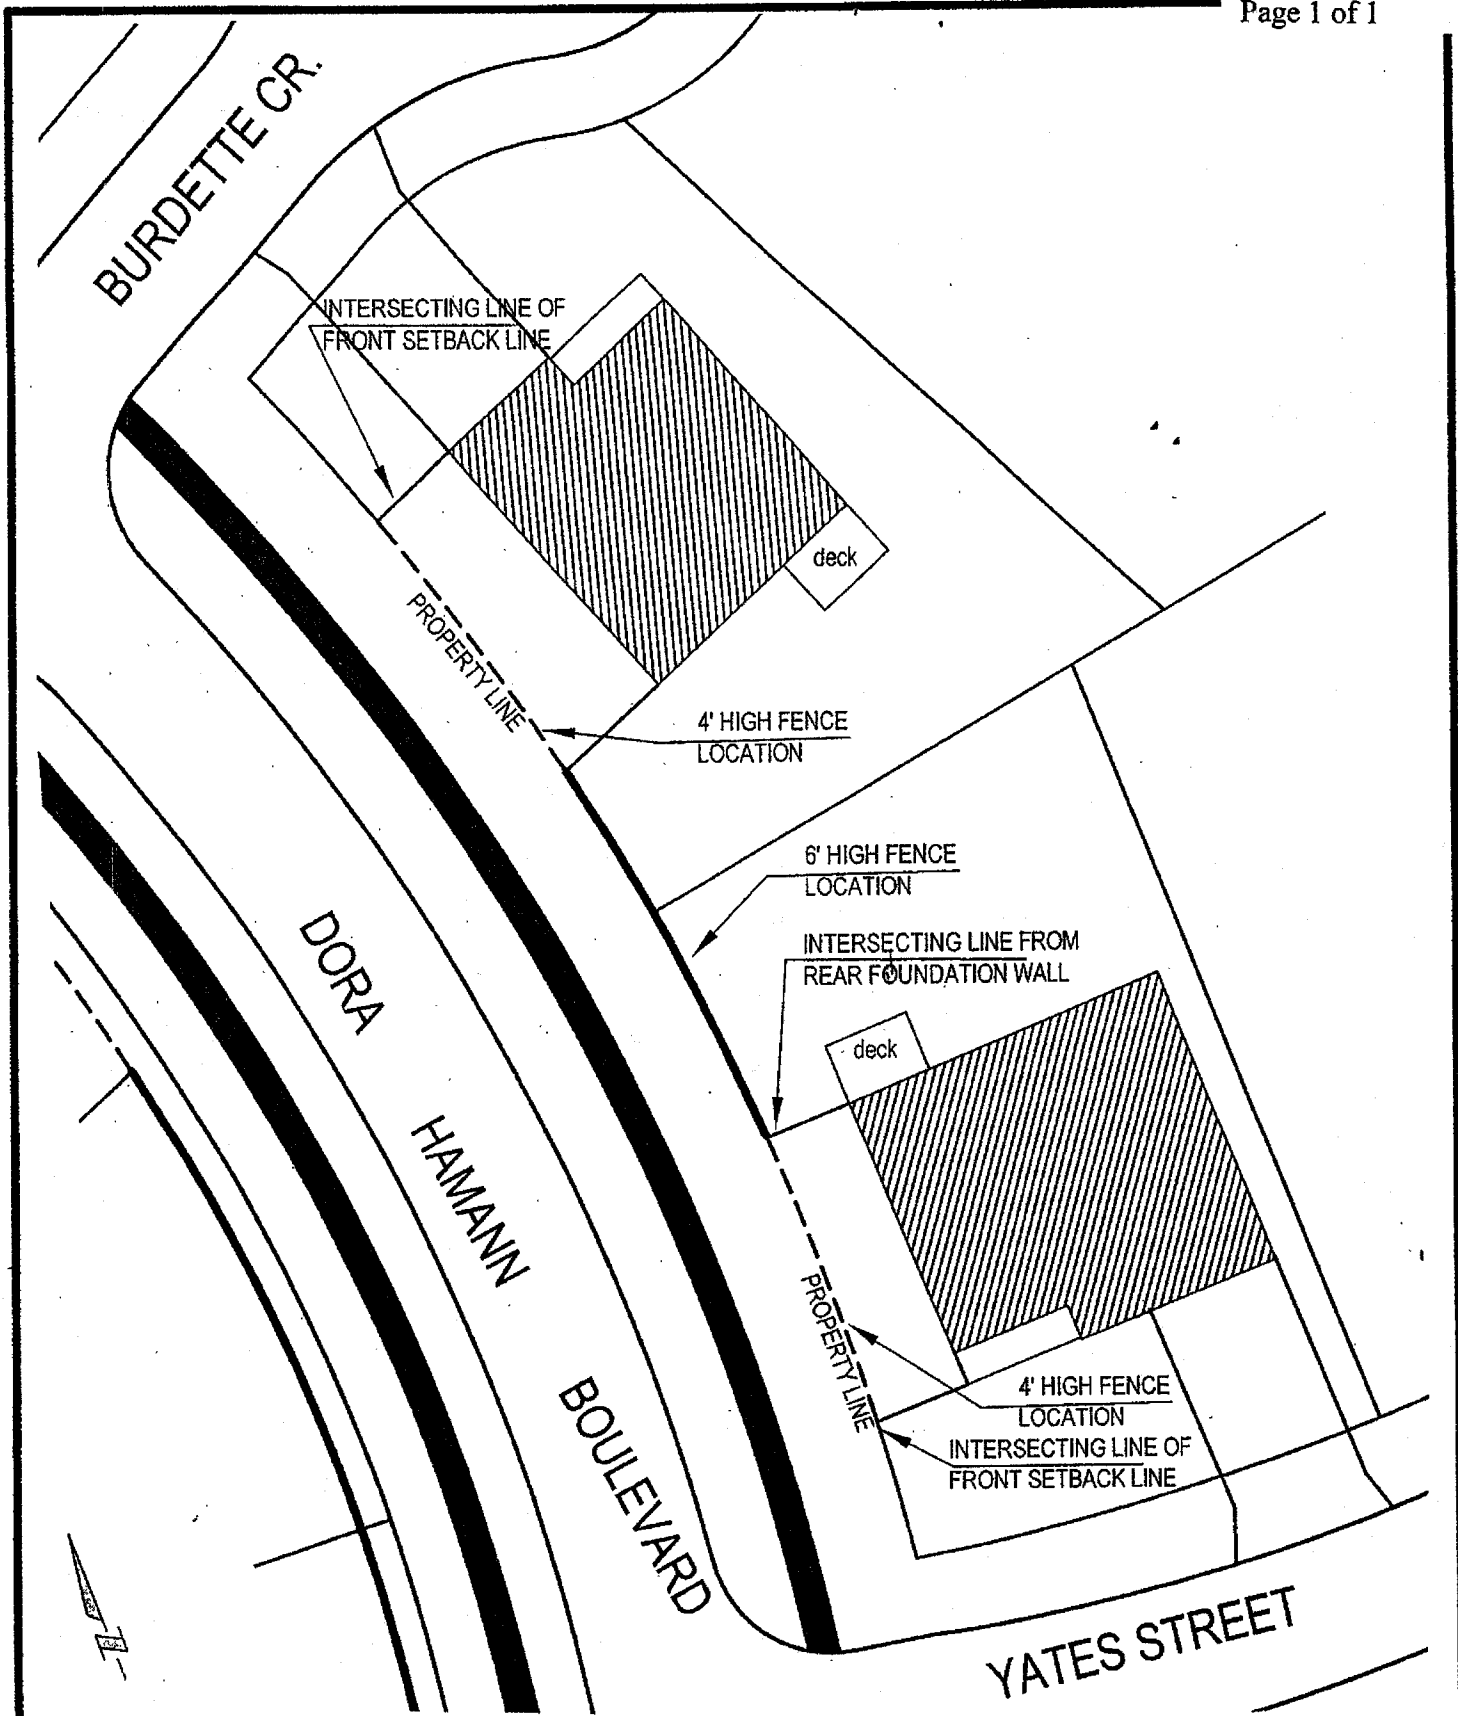 Page 1 of 1
BURDETTE CR.
INTERSECTING LINE OF
FRONT SETBACK LINE
deck
PROPERTY LINE
4' HIGH FENCE
LOCATION
6' HIGH FENCE
LOCATION
INTERSECTING LINE FROM
REAR FOUNDATION WALL
deck
DORA
HAMANN
BOULEVARD
PROPERTY LINE
4' HIGH FENCE
LOCATION
INTERSECTING LINE OF
FRONT SETBACK LINE
YATES STREET